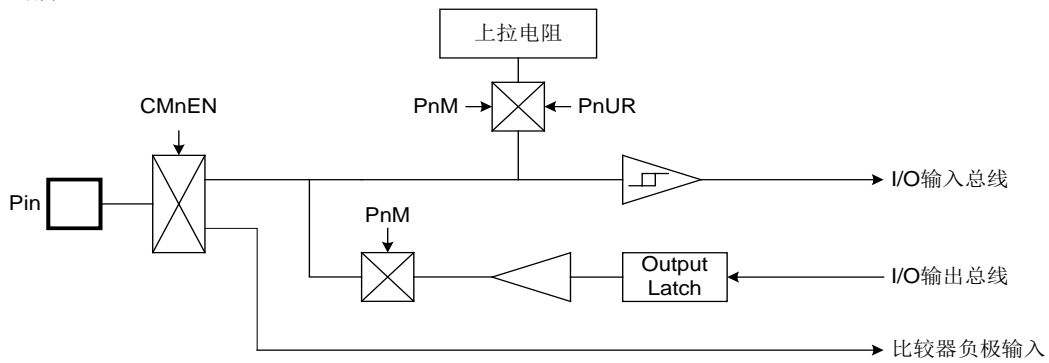 上拉电阻
PnM
PnUR
CMnEN
Pin
I/O输入总线
PnM
Output
Latch
I/O输出总线
比较器负极输入